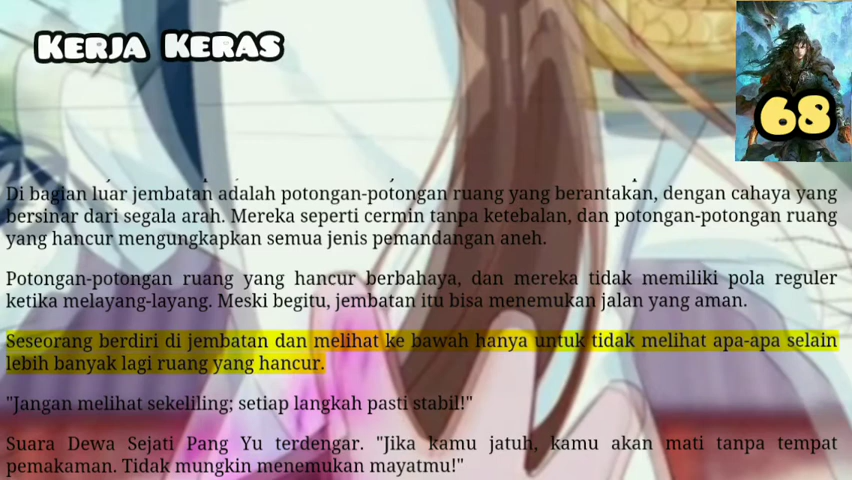 Kerja Keras
68
Di bagian luar jembatan adalah potongan-potongan ruang yang berantakan, dengan cahaya yang
bersinar dari segala arah. Mereka seperti cermin tanpa ketebalan, dan potongan-potongan ruang
yang hancur mengungkapkan semua jenis pemandangan aneh.
Potongan-potongan ruang yang hancur berbahaya, dan mereka tidak memiliki pola reguler
ketika melayang-layang. Meski begitu, jembatan itu bisa menemukan jalan yang aman.
Seseorang berdiri di jembatan dan melihat ke bawah hanya untuk tidak melihat apa-apa selain
lebih banyak lagi ruang yang hancur.
"Jangan melihat sekeliling; setiap langkah pasti stabil!"
Suara Dewa Sejati Pang Yu terdengar. "Jika kamu jatuh, kamu akan mati tanpa tempat
pemakaman. Tidak mungkin menemukan mayatmu!"